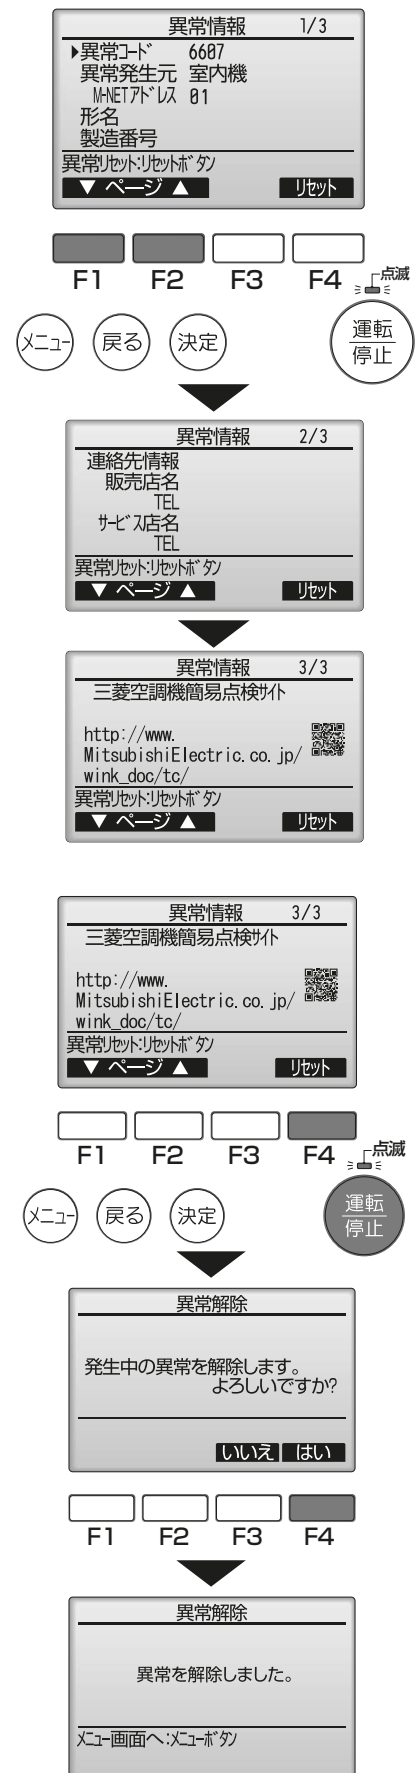 異常情報 1/3
▶異常コード 6607
異常発生元 室内機
M-NETアドレス 01
形名
製造番号
異常リセット:リセットボタン
▼ ページ ▲ リセット
F1 F2 F3 F4
点滅
メニュー 戻る 決定 運転
停止
異常情報 2/3
連絡先情報
販売店名
TEL
サービス店名
TEL
異常リセット:リセットボタン
▼ ページ ▲ リセット
異常情報 3/3
三菱空調機簡易点検サイト
http://www.
MitsubishiElectric.co.jp/
wink_doc/tc/
異常リセット:リセットボタン
▼ ページ ▲ リセット
異常情報 3/3
三菱空調機簡易点検サイト
http://www.
MitsubishiElectric.co.jp/
wink_doc/tc/
異常リセット:リセットボタン
▼ ページ ▲ リセット
F1 F2 F3 F4
点滅
メニュー 戻る 決定 運転
停止
異常解除
発生中の異常を解除します。
よろしいですか?
いいえ はい
F1 F2 F3 F4
異常解除
異常を解除しました。
メニュー画面へ:メニューボタン